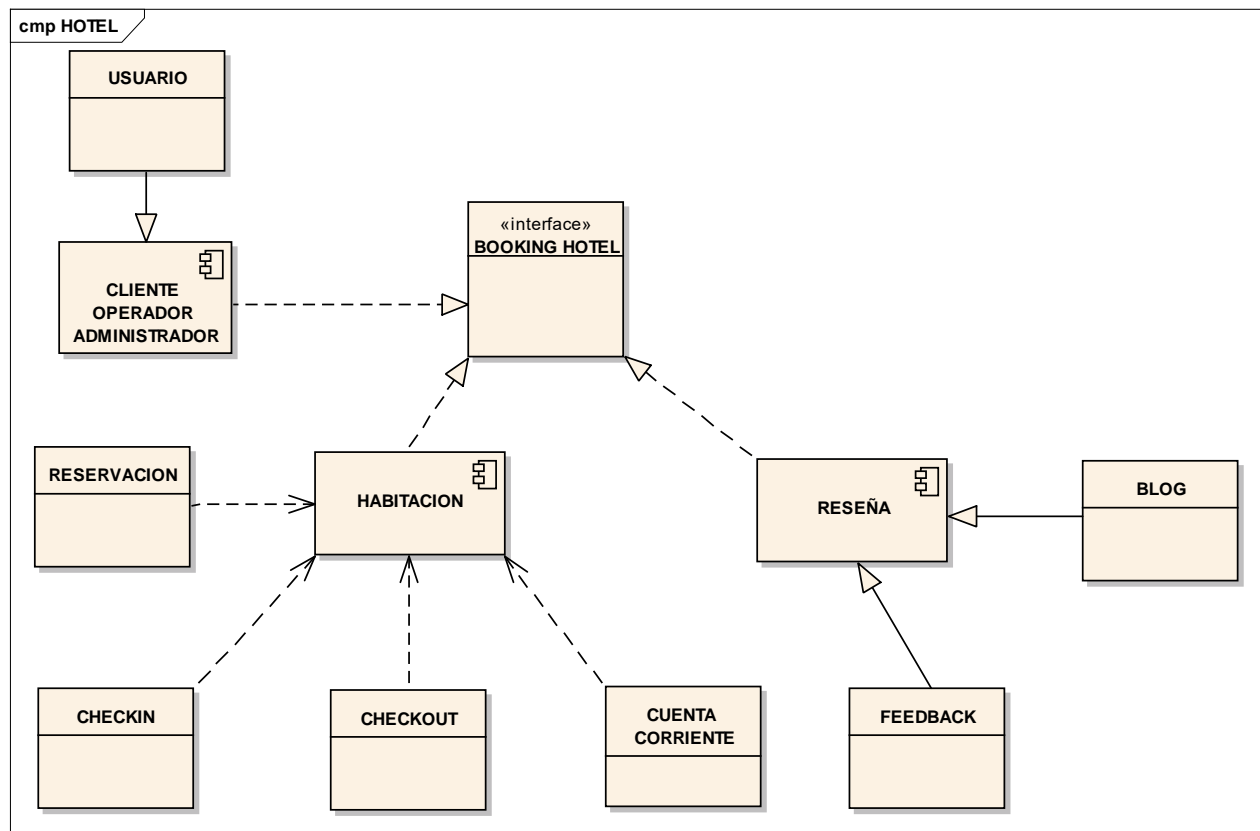 cmp HOTEL
USUARIO
«interface»
BOOKING HOTEL
CLIENTE
OPERADOR
ADMINISTRADOR
RESERVACION
HABITACION
RESEÑA
BLOG
CHECKIN
CHECKOUT
CUENTA
CORRIENTE
FEEDBACK